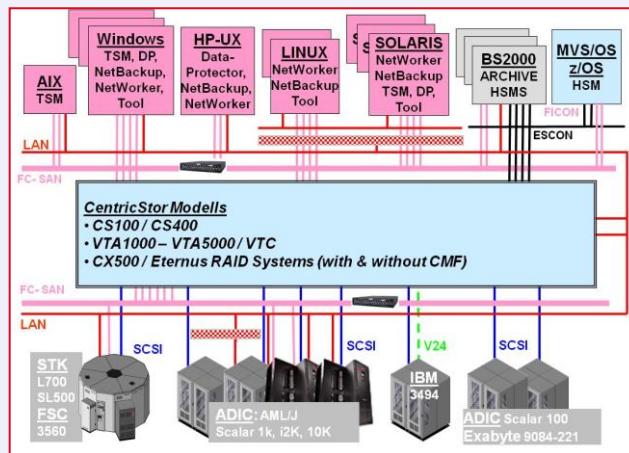 AIX
TSM
Windows
TSM, DP,
NetBackup,
NetWorker,
Tool
HP-UX
Data-
Protector,
NetBackup,
NetWorker
LINUX
NetWorker
NetBackup
Tool
S
S
SOLARIS
NetWorker
NetBackup
TSM, DP,
Tool
BS2000
ARCHIVE
HSMS
MVS/OS
z/OS
HSM
FICON
ESCON
LAN
FC-SAN
CentricStor Modells
• CS100 / CS400
• VTA1000 – VTA5000 / VTC
• CX500 / Eternus RAID Systems (with & without CMF)
FC-SAN
LAN
SCSI
SCSI
V24
SCSI
STK
L700
SL500
FSC
3560
ADIC: AML/J
Scalar 1k, i2K, 10K
IBM
3494
ADIC Scalar 100
Exabyte 9084-221